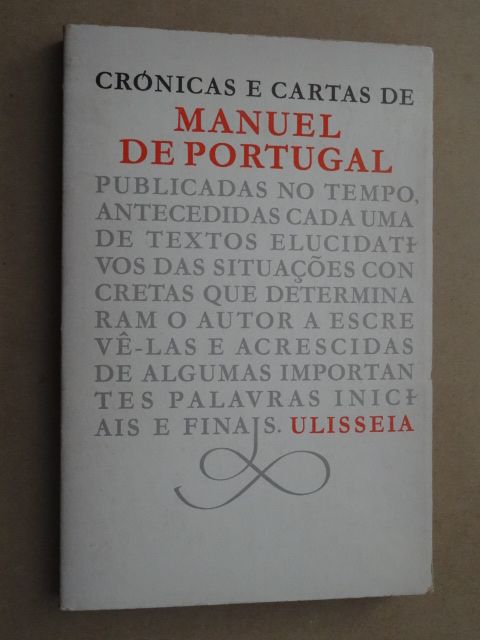 CRÓNICAS E CARTAS DE
MANUEL
DE PORTUGAL
PUBLICADAS NO TEMPO,
ANTECEDIDAS CADA UMA
DE TEXTOS ELUCIDATI-
VOS DAS SITUAÇÕES CON
CRETAS QUE DETERMINA
RAM O AUTOR A ESCRE
VÊ-LAS E ACRESCIDAS
DE ALGUMAS IMPORTAN
TES PALAVRAS INICI-
AIS E FINAIS. ULISSEIA